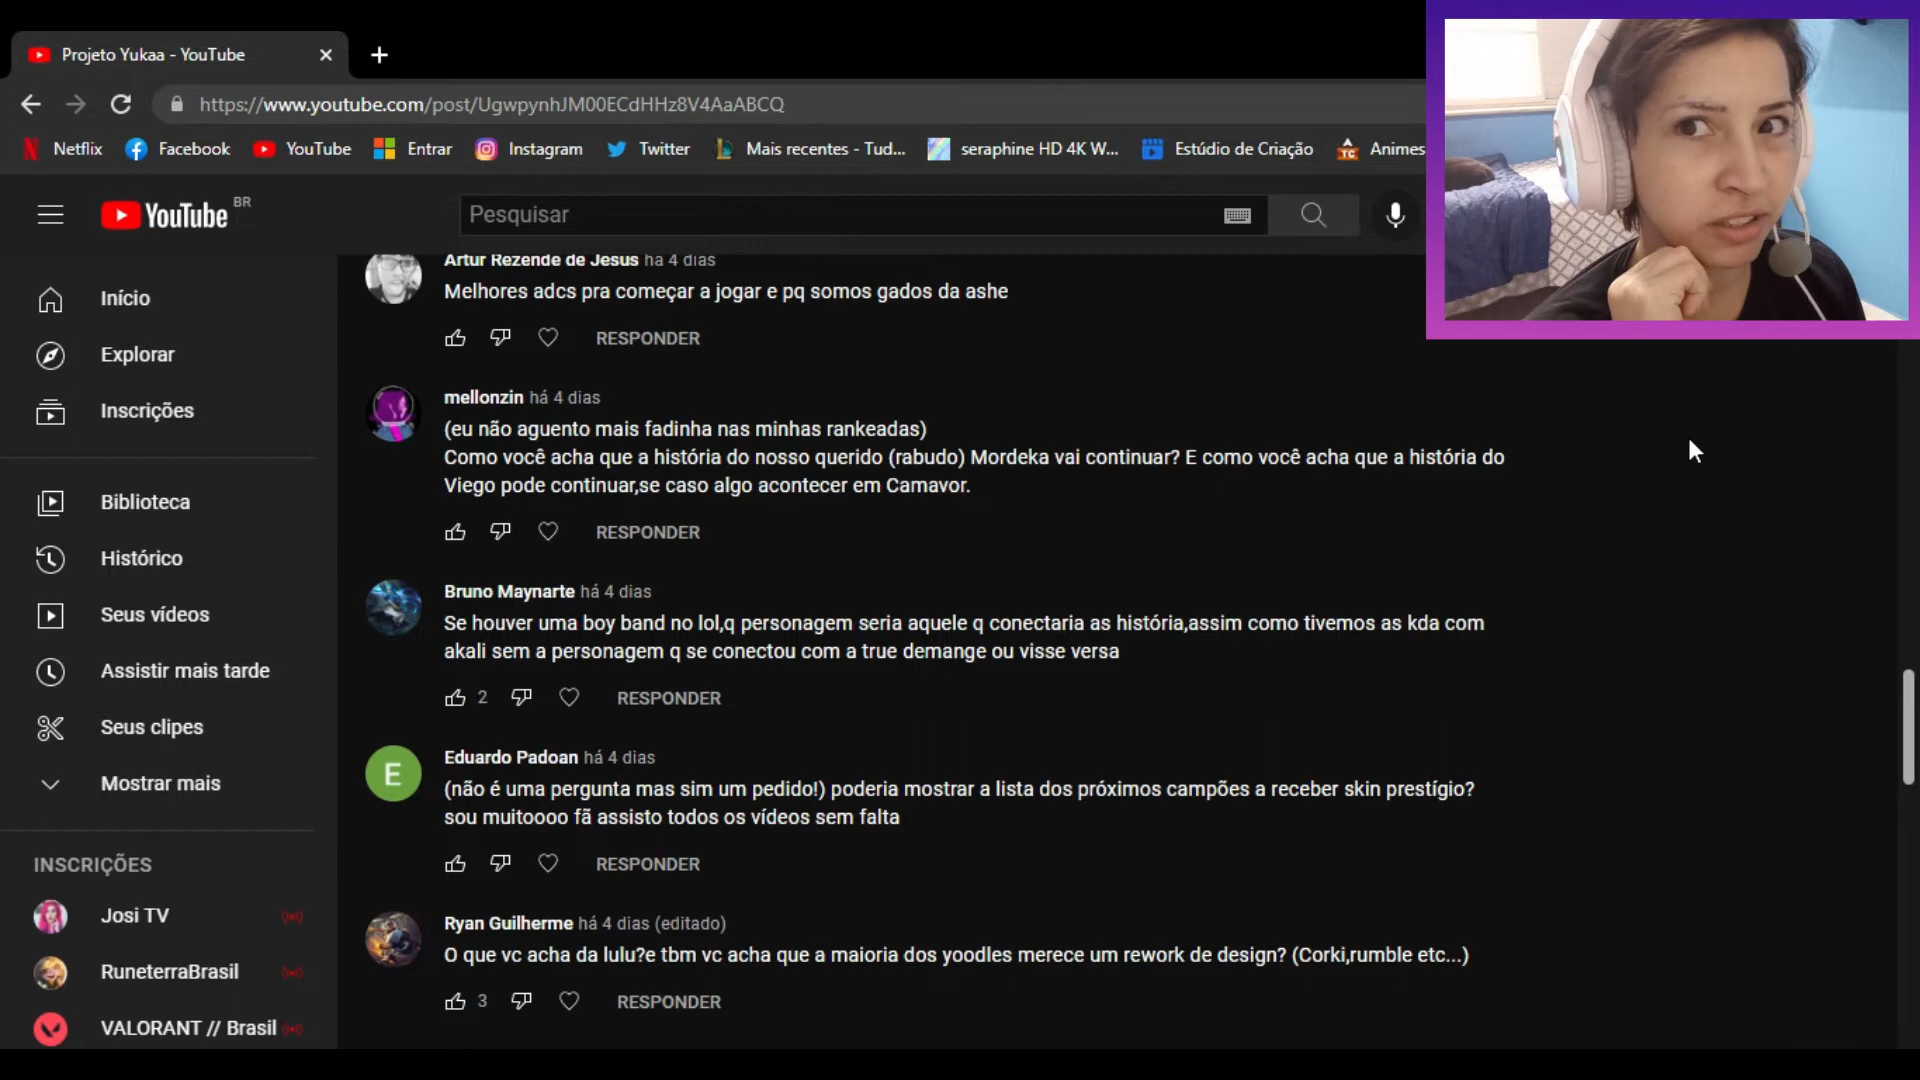 Projeto Yukaa - YouTube
https://www.youtube.com/post/UgwpynhJM00ECdHHz8V4AaABCQ
Netflix Facebook YouTube Entrar Instagram Twitter Mais recentes - Tud... seraphine HD 4K W... Estúdio de Criação Animes
YouTube BR
Pesquisar
Início
Explorar
Inscrições
Biblioteca
Histórico
Seus vídeos
Assistir mais tarde
Seus clipes
Mostrar mais
INSCRIÇÕES
Josi TV
RuneterraBrasil
VALORANT // Brasil
Artur Rezende de Jesus há 4 dias
Melhores adcs pra começar a jogar e pq somos gados da ashe
RESPONDER
mellonzin há 4 dias
(eu não aguento mais fadinha nas minhas rankeadas)
Como você acha que a história do nosso querido (rabudo) Mordeka vai continuar? E como você acha que a história do
Viego pode continuar,se caso algo acontecer em Camavor.
RESPONDER
Bruno Maynarte há 4 dias
Se houver uma boy band no lol,q personagem seria aquele q conectaria as história,assim como tivemos as kda com
akali sem a personagem q se conectou com a true demange ou visse versa
2 RESPONDER
E
Eduardo Padoan há 4 dias
(não é uma pergunta mas sim um pedido!) poderia mostrar a lista dos próximos campões a receber skin prestígio?
sou muitoooo fã assisto todos os vídeos sem falta
RESPONDER
Ryan Guilherme há 4 dias (editado)
O que vc acha da lulu?e tbm vc acha que a maioria dos yoodles merece um rework de design? (Corki,rumble etc...)
3 RESPONDER